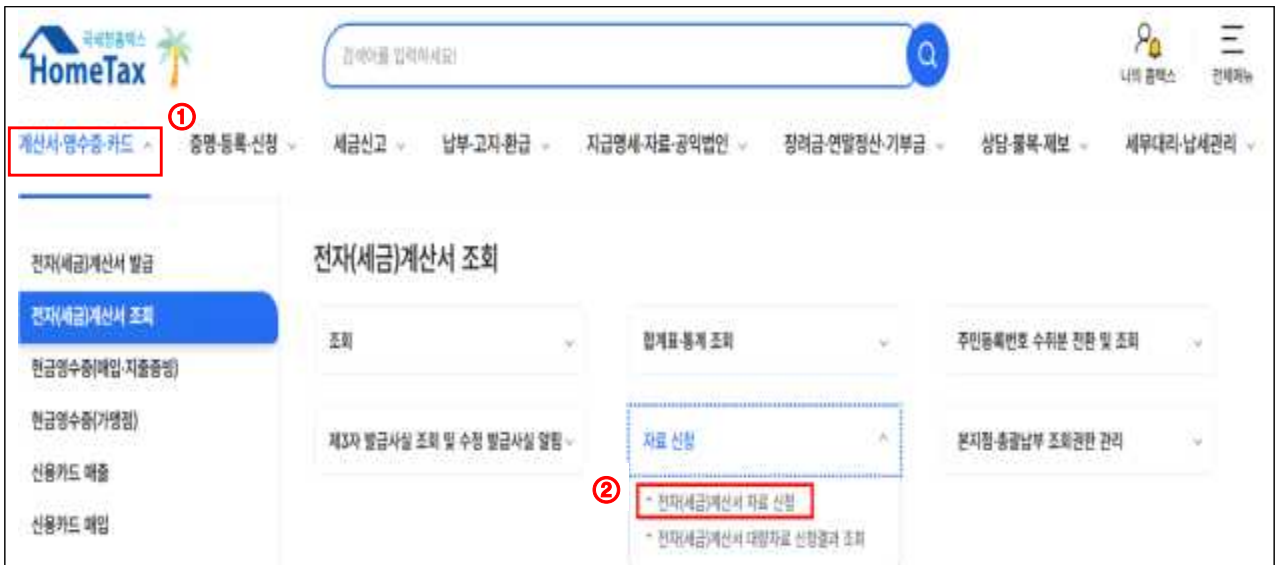 국세청홈택스
HomeTax
검색어를 입력하세요!
나의 홈택스
전체메뉴
①
계산서·영수증·카드
증명·등록·신청
세금신고
납부·고지·환급
지급명세·자료·공익법인
장려금·연말정산·기부금
상담·불복·제보
세무대리·납세관리
전자(세금)계산서 발급
전자(세금)계산서 조회
현금영수증(매입·지출증빙)
현금영수증(가맹점)
신용카드 매출
신용카드 매입
전자(세금)계산서 조회
조회
합계표·통계 조회
주민등록번호 수취분 전환 및 조회
제3자 발급사실 조회 및 수정 발급사실 알림
자료 신청
본지점·총괄납부 조회권한 관리
②
전자(세금)계산서 자료 신청
전자(세금)계산서 대량자료 신청결과 조회